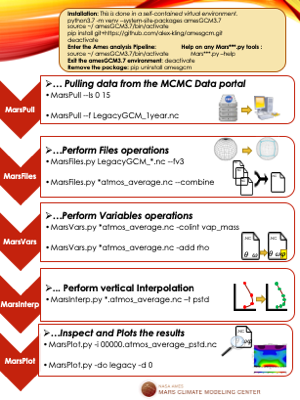 Installation: This is done in a self-contained virtual environment.
python3.7 -m venv --system-site-packages amesGCM3.7
source ~/ amesGCM3.7/bin/activate
pip install git+https://github.com/alex-kling/amesgcm.git
deactivate
Enter the Ames analysis Pipeline: Help on any Mars***.py tools :
source ~/ amesGCM3.7/bin/activate Mars**.py --help
Exit the amesGCM3.7 environment: deactivate
Remove the package: pip uninstall amesgcm
MarsPull
➢… Pulling data from the MCMC Data portal
• MarsPull --ls 0 15
• MarsPull --f LegacyGCM_1year.nc
MarsFiles
➢…Perform Files operations
• MarsFiles.py LegacyGCM_*.nc --fv3
• MarsFiles.py *atmos_average.nc --combine
MarsVars
➢…Perform Variables operations
• MarsVars.py *atmos_average.nc -colint vap_mass
• MarsVars.py *atmos_average.nc -add rho
NC
θ ω
NC
θ ωρ
MarsInterp
➢... Perform vertical Interpolation
• MarsInterp.py *.atmos_average.nc –t pstd
MarsPlot
➢…Inspect and Plots the results
• MarsPlot.py -i 00000.atmos_average_pstd.nc
• MarsPlot.py -do legacy -d 0
NC
NASA AMES
MARS CLIMATE MODELING CENTER